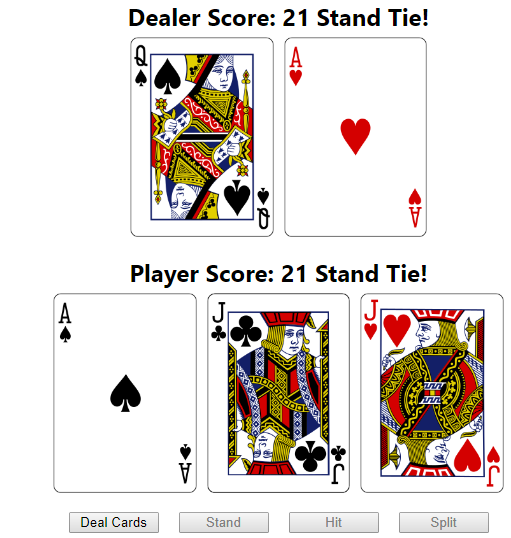 Dealer Score: 21 Stand Tie!
Q A
Q A
Player Score: 21 Stand Tie!
A J J
A J J
Deal Cards Stand Hit Split